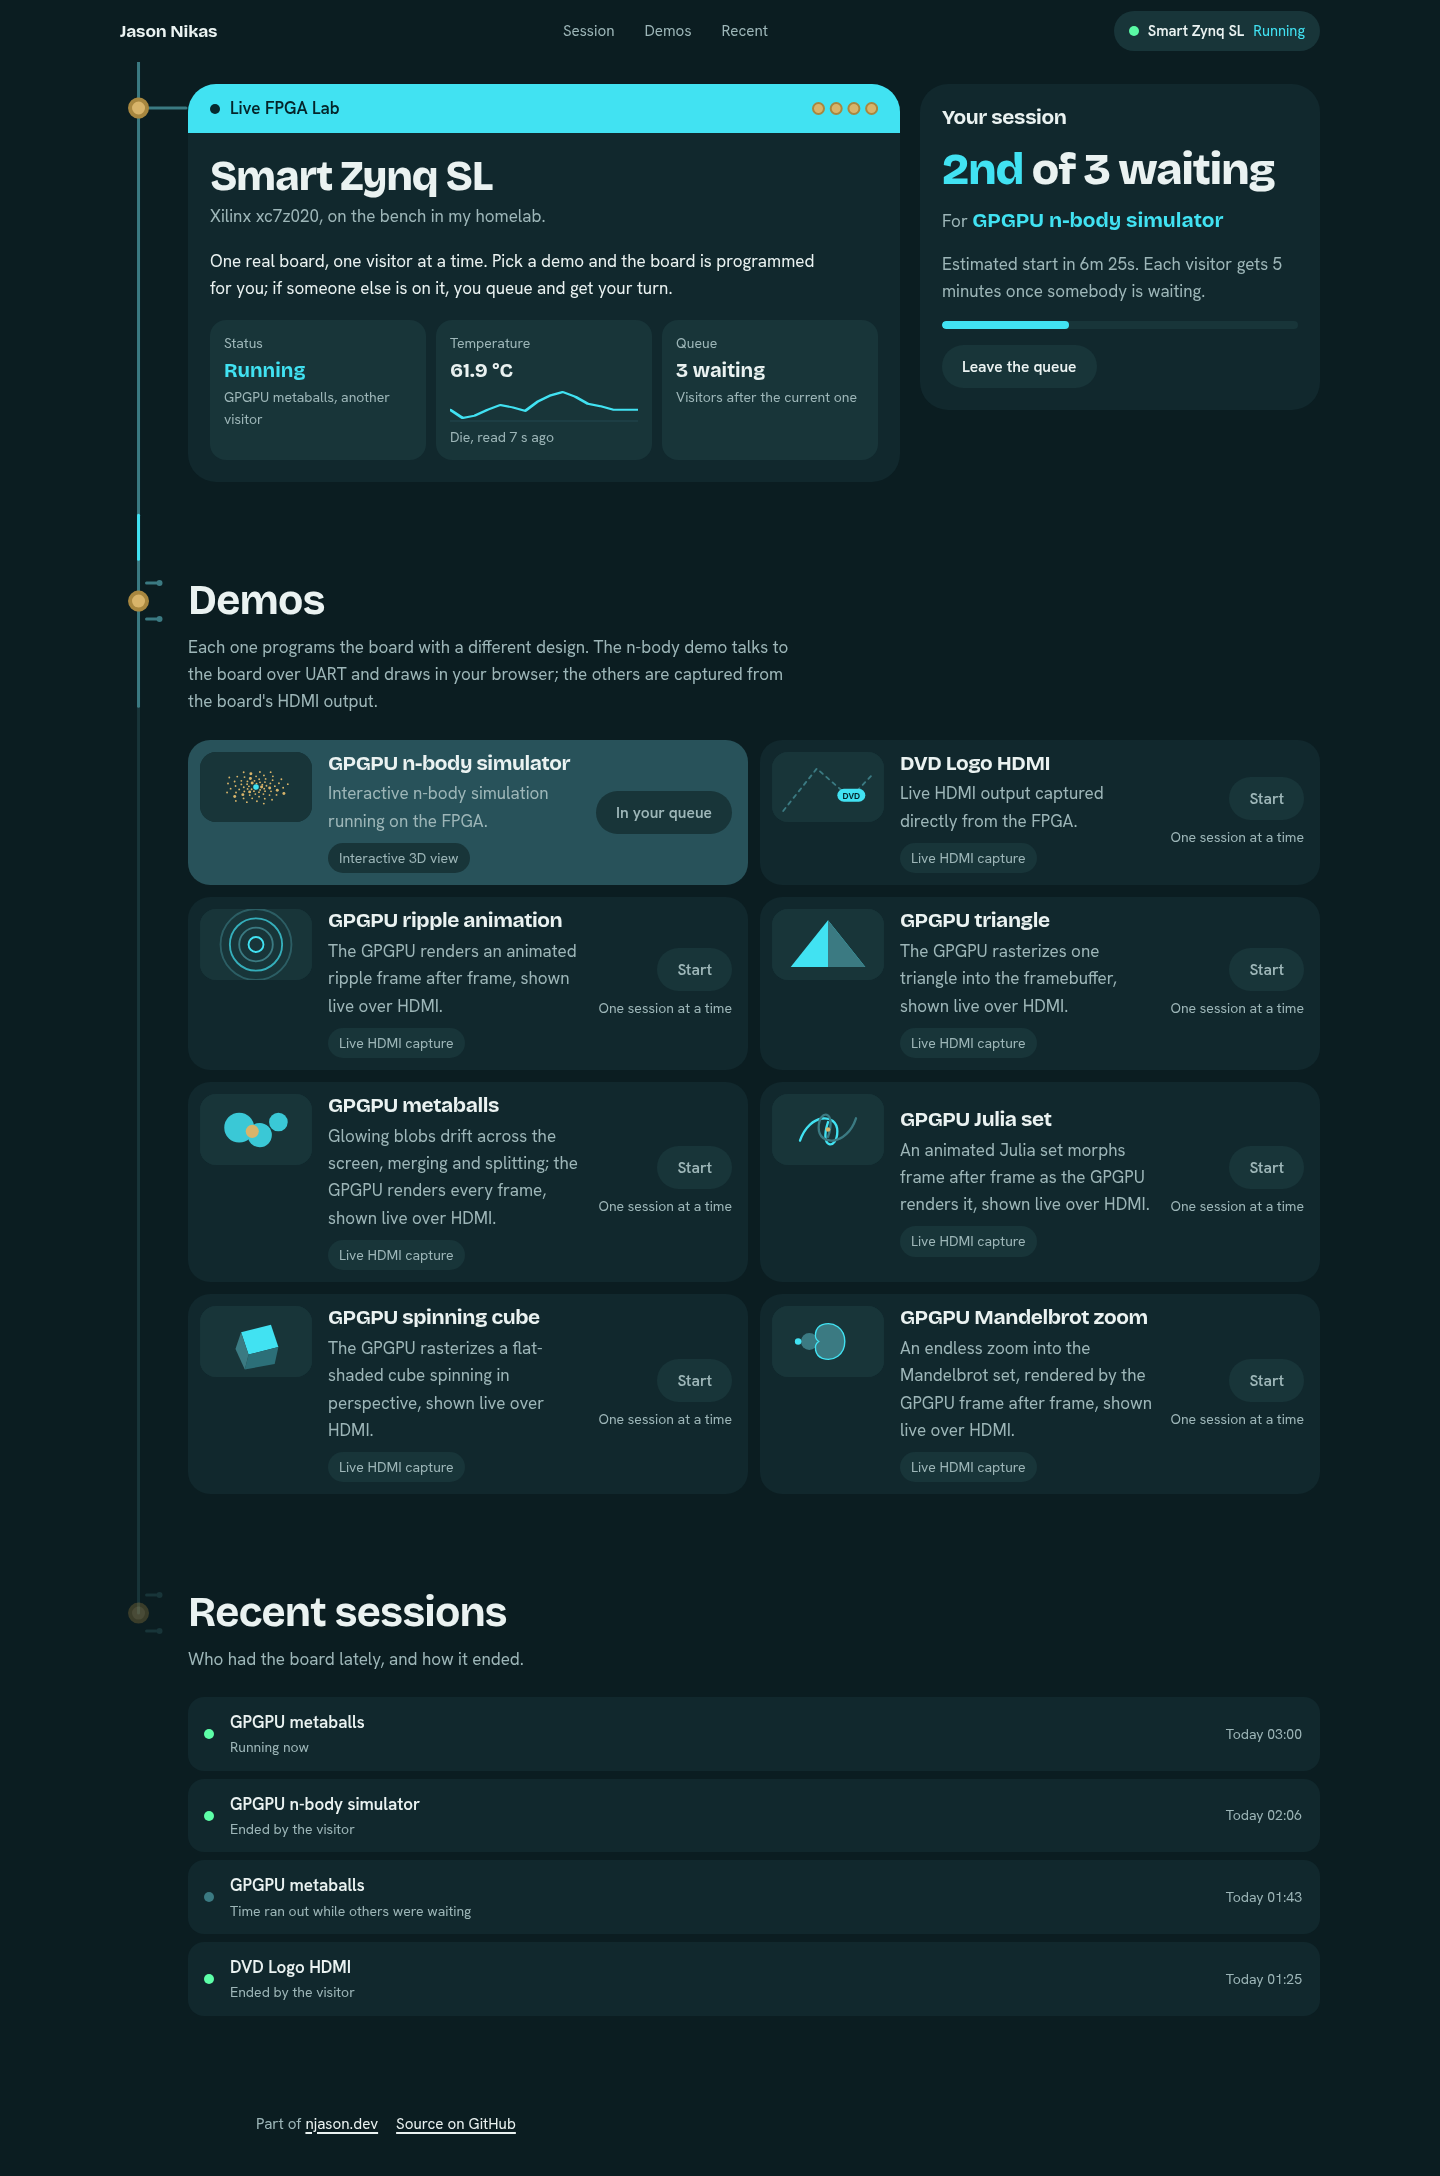 Jason Nikas
Session
Demos
Recent
Smart Zynq SL Running
Live FPGA Lab
Smart Zynq SL
Xilinx xc7z020, on the bench in my homelab.
One real board, one visitor at a time. Pick a demo and the board is programmed
for you; if someone else is on it, you queue and get your turn.
Status
Running
GPGPU metaballs, another
visitor
Temperature
61.9 °C
Die, read 7 s ago
Queue
3 waiting
Visitors after the current one
Your session
2nd of 3 waiting
For GPGPU n-body simulator
Estimated start in 6m 25s. Each visitor gets 5
minutes once somebody is waiting.
Leave the queue
Demos
Each one programs the board with a different design. The n-body demo talks to
the board over UART and draws in your browser; the others are captured from
the board's HDMI output.
GPGPU n-body simulator
Interactive n-body simulation
running on the FPGA.
Interactive 3D view
In your queue
DVD
DVD Logo HDMI
Live HDMI output captured
directly from the FPGA.
Live HDMI capture
Start
One session at a time
GPGPU ripple animation
The GPGPU renders an animated
ripple frame after frame, shown
live over HDMI.
Live HDMI capture
Start
One session at a time
GPGPU triangle
The GPGPU rasterizes one
triangle into the framebuffer,
shown live over HDMI.
Live HDMI capture
Start
One session at a time
GPGPU metaballs
Glowing blobs drift across the
screen, merging and splitting; the
GPGPU renders every frame,
shown live over HDMI.
Live HDMI capture
Start
One session at a time
GPGPU Julia set
An animated Julia set morphs
frame after frame as the GPGPU
renders it, shown live over HDMI.
Live HDMI capture
Start
One session at a time
GPGPU spinning cube
The GPGPU rasterizes a flat-
shaded cube spinning in
perspective, shown live over
HDMI.
Live HDMI capture
Start
One session at a time
GPGPU Mandelbrot zoom
An endless zoom into the
Mandelbrot set, rendered by the
GPGPU frame after frame, shown
live over HDMI.
Live HDMI capture
Start
One session at a time
Recent sessions
Who had the board lately, and how it ended.
GPGPU metaballs
Running now
Today 03:00
GPGPU n-body simulator
Ended by the visitor
Today 02:06
GPGPU metaballs
Time ran out while others were waiting
Today 01:43
DVD Logo HDMI
Ended by the visitor
Today 01:25
Part of njason.dev
Source on GitHub